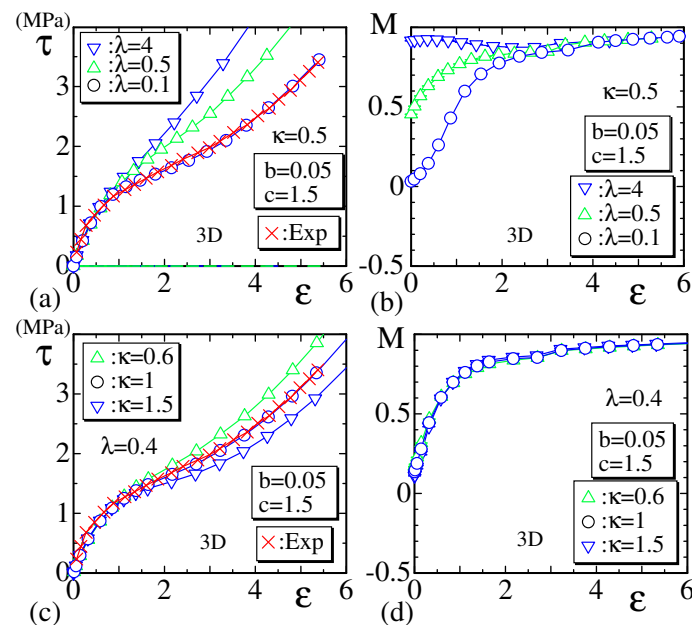 (MPa)
τ
3
2
1
0
:λ=4
:λ=0.5
:λ=0.1
κ=0.5
b=0.05
c=1.5
:Exp
3D
0 2 4 6
(a)
ε
M
0.5
0.5
0
-0.5
κ=0.5
b=0.05
c=1.5
:λ=4
:λ=0.5
:λ=0.1
3D
0 2 4 6
(b)
ε
(MPa)
τ
3
2
1
0
:κ=0.6
:κ=1
:κ=1.5
λ=0.4
b=0.05
c=1.5
:Exp
3D
0 2 4 6
(c)
ε
M
0.5
0
-0.5
λ=0.4
b=0.05
c=1.5
:κ=0.6
:κ=1
:κ=1.5
3D
0 2 4 6
(d)
ε